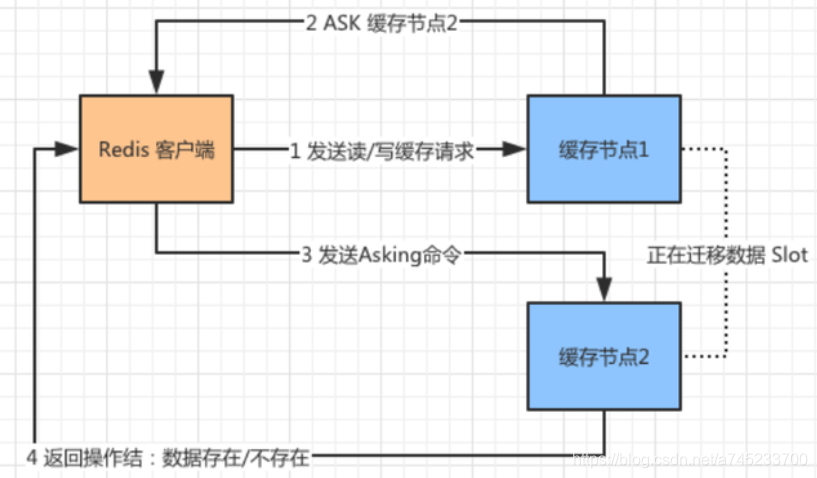 2 ASK 缓存节点2
Redis 客户端
1 发送读/写缓存请求
缓存节点1
3 发送Asking命令
正在迁移数据 Slot
缓存节点2
4 返回操作结：数据存在/不存在
https://blog.csdn.net/a745233700